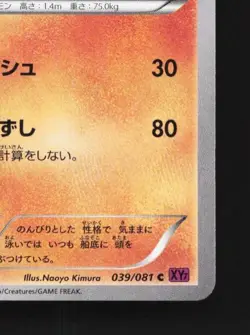 モン 高さ：1.4m 重さ：75.0kg
シュ 30
ずし 80
計算をしない。
のんびりした 性格で 気ままに
泳いでは いつも 船底に 頭を
ぶつけている。
Illus.Naoyo Kimura 039/081 C XY7
/Creatures/GAME FREAK.